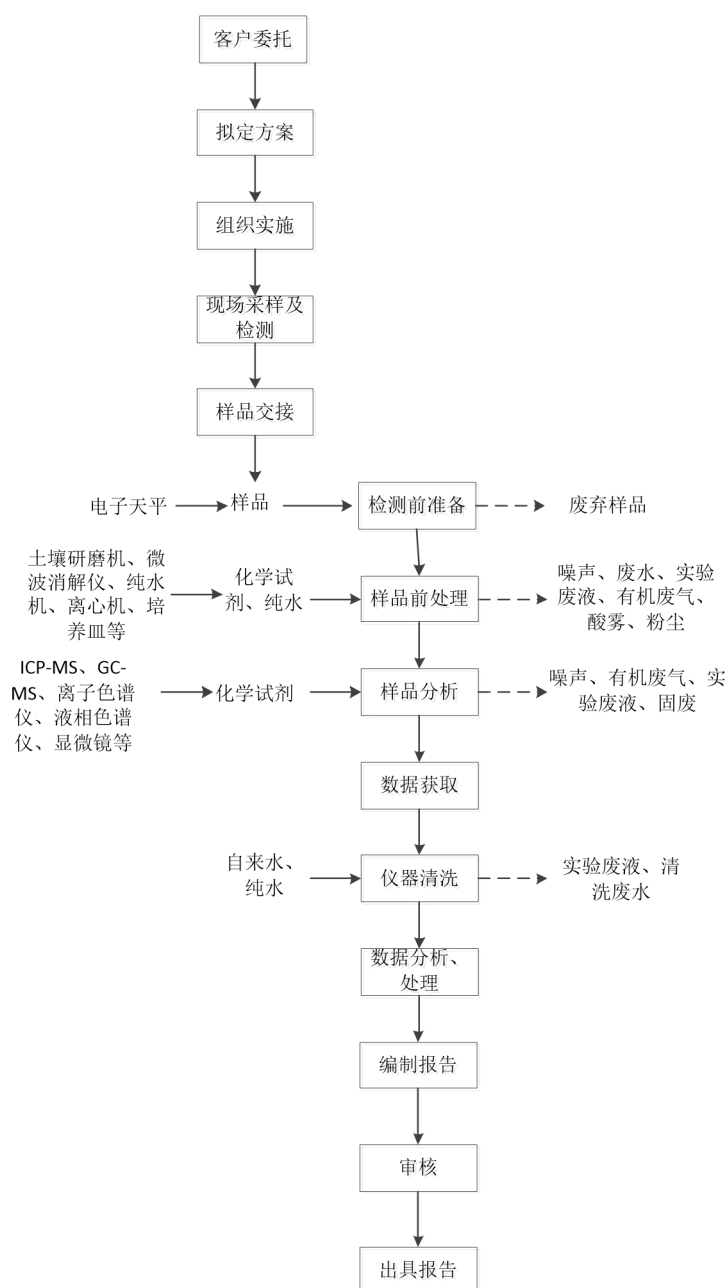 客户委托
拟定方案
组织实施
现场采样及
检测
样品交接
电子天平
样品
检测前准备
废弃样品
土壤研磨机、微
波消解仪、纯水
机、离心机、培
养皿等
化学试
剂、纯水
样品前处理
噪声、废水、实验
废液、有机废气、
酸雾、粉尘
ICP-MS、GC-
MS、离子色谱
仪、液相色谱
仪、显微镜等
化学试剂
样品分析
噪声、有机废气、实
验废液、固废
数据获取
自来水、
纯水
仪器清洗
实验废液、清
洗废水
数据分析、
处理
编制报告
审核
出具报告